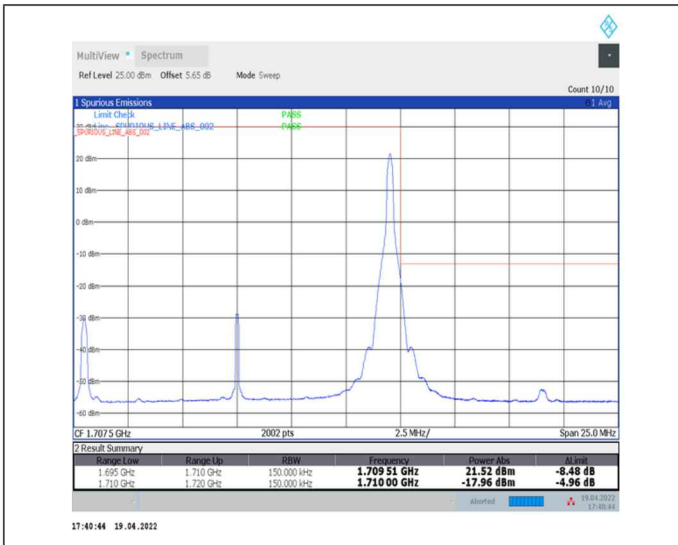 MultiView Spectrum
Ref Level 25.00 dBm Offset 5.65 dB Mode Sweep
Count 10/10
1 Spurious Emissions 1 Avg
Limit Check PASS
Line _SPURIOUS_LINE_ABS_002 PASS
_SPURIOUS_LINE_ABS_002
20 dBm
10 dBm
0 dBm
-10 dBm
-20 dBm
-30 dBm
-40 dBm
-50 dBm
-60 dBm
CF 1.7075 GHz 2002 pts 2.5 MHz/ Span 25.0 MHz
2 Result Summary
Range Low Range Up RBW Frequency Power Abs ΔLimit
1.695 GHz 1.710 GHz 150.000 kHz 1.709 51 GHz 21.52 dBm -8.48 dB
1.710 GHz 1.720 GHz 150.000 kHz 1.710 00 GHz -17.96 dBm -4.96 dB
Aborted 19.04.2022
17:40:44
17:40:44 19.04.2022